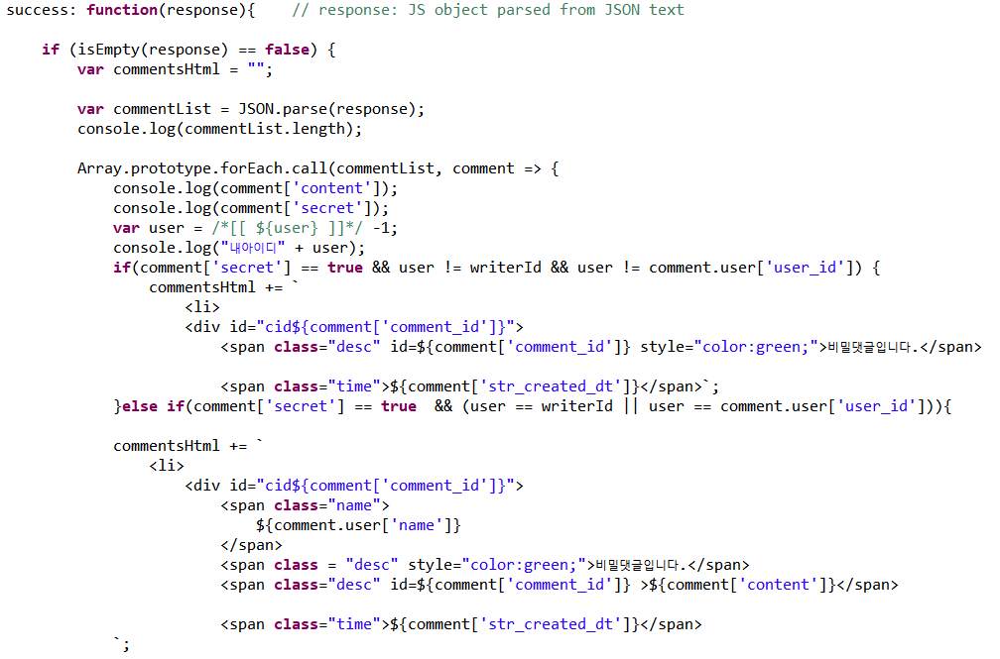 success: function(response){    // response: JS object parsed from JSON text
if (isEmpty(response) == false) {
var commentsHtml = "";
var commentList = JSON.parse(response);
console.log(commentList.length);
Array.prototype.forEach.call(commentList, comment => {
console.log(comment['content']);
console.log(comment['secret']);
var user = /*[[ ${user} ]]*/ -1;
console.log("내아이디" + user);
if(comment['secret'] == true && user != writerId && user != comment.user['user_id']) {
commentsHtml += `
<li>
<div id="cid${comment['comment_id']}">
<span class="desc" id=${comment['comment_id']} style="color:green;">비밀댓글입니다.</span>
<span class="time">${comment['str_created_dt']}</span>`;
}else if(comment['secret'] == true  && (user == writerId || user == comment.user['user_id'])){
commentsHtml += `
<li>
<div id="cid${comment['comment_id']}">
<span class="name">
${comment.user['name']}
</span>
<span class = "desc" style="color:green;">비밀댓글입니다.</span>
<span class="desc" id=${comment['comment_id']} >${comment['content']}</span>
<span class="time">${comment['str_created_dt']}</span>
`;